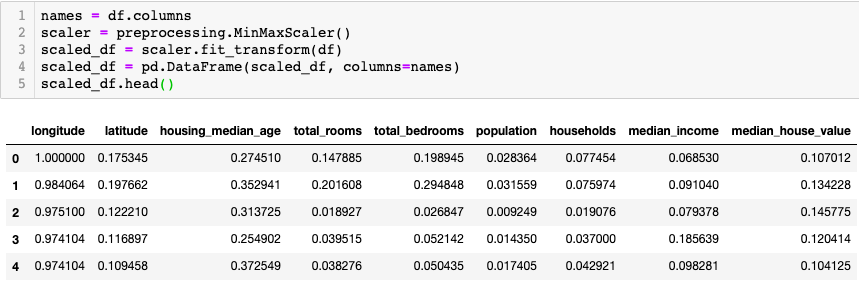 1 names = df.columns
2 scaler = preprocessing.MinMaxScaler()
3 scaled_df = scaler.fit_transform(df)
4 scaled_df = pd.DataFrame(scaled_df, columns=names)
5 scaled_df.head()
longitude latitude housing_median_age total_rooms total_bedrooms population households median_income median_house_value
0 1.000000 0.175345 0.274510 0.147885 0.198945 0.028364 0.077454 0.068530 0.107012
1 0.984064 0.197662 0.352941 0.201608 0.294848 0.031559 0.075974 0.091040 0.134228
2 0.975100 0.122210 0.313725 0.018927 0.026847 0.009249 0.019076 0.079378 0.145775
3 0.974104 0.116897 0.254902 0.039515 0.052142 0.014350 0.037000 0.185639 0.120414
4 0.974104 0.109458 0.372549 0.038276 0.050435 0.017405 0.042921 0.098281 0.104125